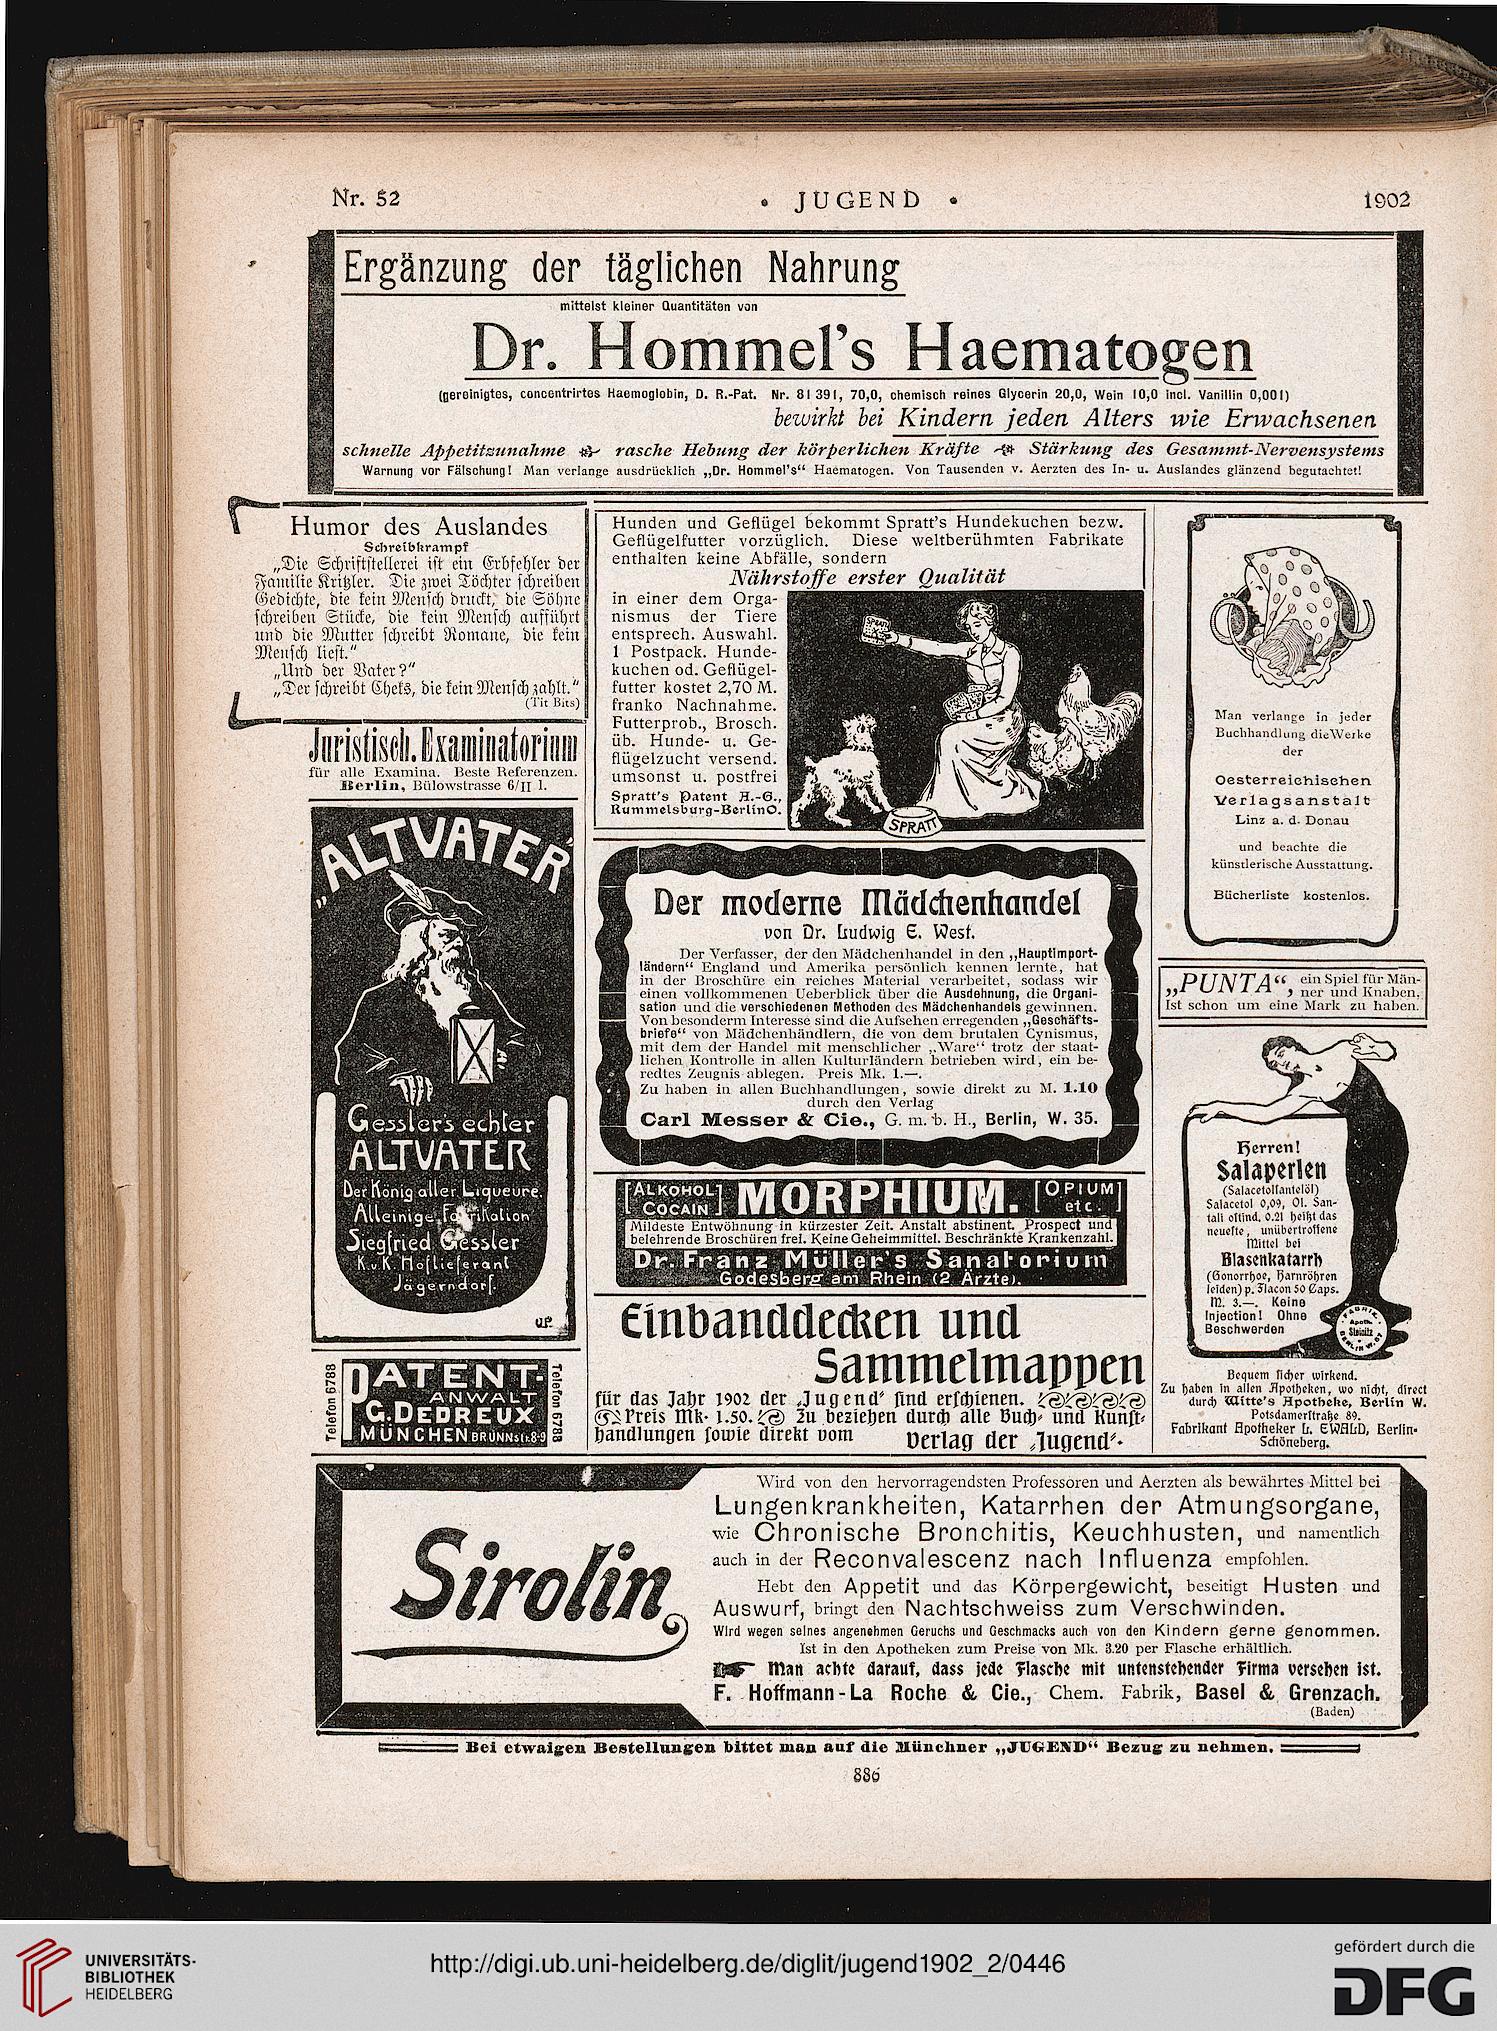 Nr. 52
• JUGEND •
1902
Ergänzung der täglichen Nahrung
mittelst kleiner Quantitäten von
Dr. Hommel's Haematogen
(gereinigtes, concentrirtes Haemoglobin, D. R.-Pat. Nr. 81391, 70,0, chemisch reines Glycerin 20,0, Wein 10,0 incl. Vanillin 0,001)
bewirkt bei Kindern jeden Alters wie Erwachsenen
schnelle Appetitzunahme rasche Hebung der körperlichen Kräfte Stärkung des Gesammt-Nervensystems
Warnung vor Fälschung! Man verlange ausdrücklich „Dr. Hommel's“ Haematogen. Von Tausenden v. Aerzten des In- u. Auslandes glänzend begutachtet!
Humor des Auslandes
Schreibkrampf
„Die Schriftstellerei ist ein Erbfehler der
Familie Kritzler. Die zwei Töchter schreiben
Gedichte, die kein Mensch druckt, die Söhne
schreiben Stücke, die kein Mensch aufführt
und die Mutter schreibt Romane, die kein
Mensch liest.“
„Und der Vater?“
„Der schreibt Cheks, die kein Mensch zahlt.“
(Tit Bits)
Juristisch. Examinatorium
für alle Examina. Beste Referenzen.
Berlin, Bülowstrasse 6/II l.
„ALTVATER“
Gessler's echter
ALTVATER
Der König aller Liqueure.
Alleinige Fabrikation
Siegfried Gessler
K.u.K. Hoflieferant
Jägerndorf.
Telefon 6788
PATENT-
ANWALT
G. DEDREUX
MÜNCHEN BRUNNstr. 8-9
Telefon 6788
Hunden und Geflügel bekommt Spratt's Hundekuchen bezw.
Geflügelfutter vorzüglich. Diese weltberühmten Fabrikate
enthalten keine Abfälle, sondern
Nährstoffe erster Qualität
in einer dem Orga-
nismus der Tiere
entsprech. Auswahl.
1 Postpack. Hunde-
kuchen od. Geflügel-
futter kostet 2,70 M.
franko Nachnahme.
Futterprob., Brosch.
üb. Hunde- u. Ge-
flügelzucht versend.
umsonst u. postfrei
Spratt's Patent A.-G.,
Rummelsburg-Berlin O.
SPRATT
Der moderne Mädchenhandel
von Dr. Ludwig E. West.
Der Verfasser, der den Mädchenhandel in den „Hauptimport-
ländern“ England und Amerika persönlich kennen lernte, hat
in der Broschüre ein reiches Material verarbeitet, sodass wir
einen vollkommenen Ueberblick über die Ausdehnung, die Organi-
sation und die verschiedenen Methoden des Mädchenhandels gewinnen.
Von besonderm Interesse sind die Aufsehen erregenden „Geschäfts-
briefe“ von Mädchenhändlern, die von dem brutalen Cynismus,
mit dem der Handel mit menschlicher „Ware“ trotz der staat-
lichen Kontrolle in allen Kulturländern betrieben wird, ein be-
redtes Zeugnis ablegen. Preis Mk. 1.—.
Zu haben in allen Buchhandlungen, sowie direkt zu M. 1.10
durch den Verlag
Carl Messer & Cie., G. m. b. H., Berlin, W. 35.
[ALKOHOL COCAIN] MORPHIUM. [OPIUM etc.]
Mildeste Entwöhnung in kürzester Zeit. Anstalt abstinent. Prospect und
belehrende Broschüren frei. Keine Geheimmittel. Beschränkte Krankenzahl.
Dr. Franz Müller's Sanatorium
Godesberg am Rhein (2 Ärzte).
Einbanddecken und
Sammelmappen
für das Jahr 1902 der „Jugend“ sind erschienen.
Preis Mk. 1.50. Zu beziehen durch alle Buch- und Kunst-
handlungen sowie direkt vom Verlag der „Jugend“.
Man verlange in jeder
Buchhandlung die Werke
der
Oesterreichischen
Verlagsanstalt
Linz a. d. Donau
und beachte die
künstlerische Ausstattung.
Bücherliste kostenlos.
„PUNTA“, ein Spiel für Män-
ner und Knaben,
Ist schon um eine Mark zu haben.
Herren!
Salaperlen
(Salacetolsantelöl)
Salacetol 0,09, Ol. San-
tali ostind. 0.21 heißt das
neueste, unübertroffene
Mittel bei
Blasenkatarrh
(Gonorrhoe, Harnröhren
leiden) p. Flacon 50 Caps.
M. 3.—. Keine
Injection! Ohne
Beschwerden
FABRIK
Apoth.
Steinitz
BERLIN W. 67
Bequem sicher wirkend.
Zu haben in allen Apotheken, wo nicht, direct
durch Witte's Apotheke, Berlin W.
Potsdamerstraße 89.
Fabrikant Apotheker L. EWALD, Berlin-
Schöneberg.
Sirolin
Wird von den hervorragendsten Professoren und Aerzten als bewährtes Mittel bei
Lungenkrankheiten, Katarrhen der Atmungsorgane,
wie Chronische Bronchitis, Keuchhusten, und namentlich
auch in der Reconvalescenz nach Influenza empfohlen.
Hebt den Appetit und das Körpergewicht, beseitigt Husten und
Auswurf, bringt den Nachtschweiss zum Verschwinden.
Wird wegen seines angenehmen Geruchs und Geschmacks auch von den Kindern gerne genommen.
Ist in den Apotheken zum Preise von Mk. 3.20 per Flasche erhältlich.
Man achte darauf, dass jede Flasche mit untenstehender Firma versehen ist.
F. Hoffmann-La Roche & Cie., Chem. Fabrik, Basel & Grenzach.
(Baden)
Bei etwaigen Bestellungen bittet man auf die Münchner „JUGEND“ Bezug zu nehmen.
886
UNIVERSITÄTS-
BIBLIOTHEK
HEIDELBERG
http://digi.ub.uni-heidelberg.de/diglit/jugend1902_2/0446
gefördert durch die
DFG